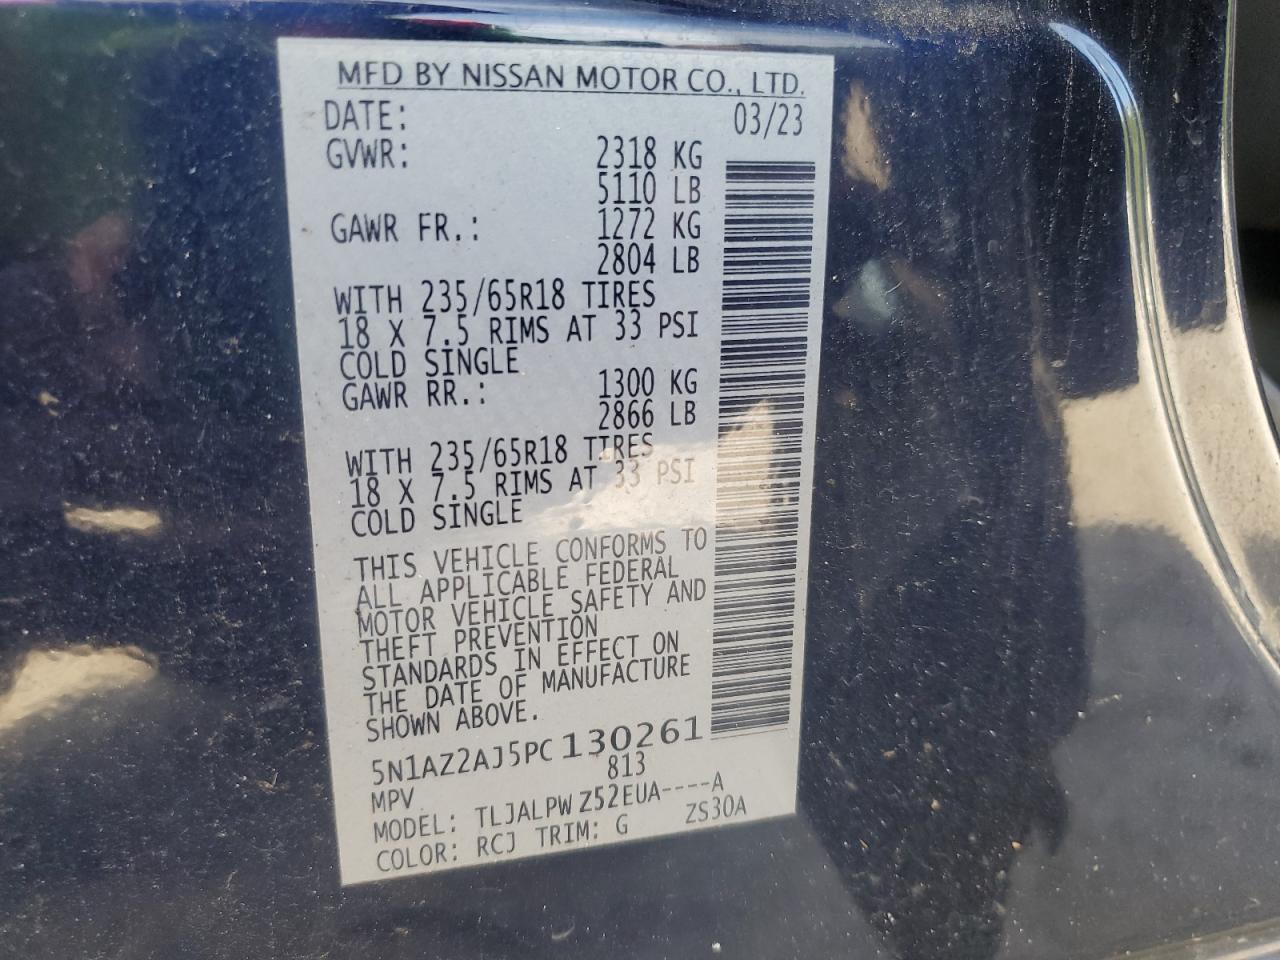 MFD BY NISSAN MOTOR CO., LTD.
DATE: 03/23
GVWR: 2318 KG
5110 LB
GAWR FR.: 1272 KG
2804 LB
WITH 235/65R18 TIRES
18 X 7.5 RIMS AT 33 PSI
COLD SINGLE
GAWR RR.: 1300 KG
2866 LB
WITH 235/65R18 TIRES
18 X 7.5 RIMS AT 33 PSI
COLD SINGLE
THIS VEHICLE CONFORMS TO
ALL APPLICABLE FEDERAL
MOTOR VEHICLE SAFETY AND
THEFT PREVENTION
STANDARDS IN EFFECT ON
THE DATE OF MANUFACTURE
SHOWN ABOVE.
5N1AZ2AJ5PC130261
MPV 813
MODEL: TLJALPWZ52EUA----A
COLOR: RCJ TRIM: G ZS30A